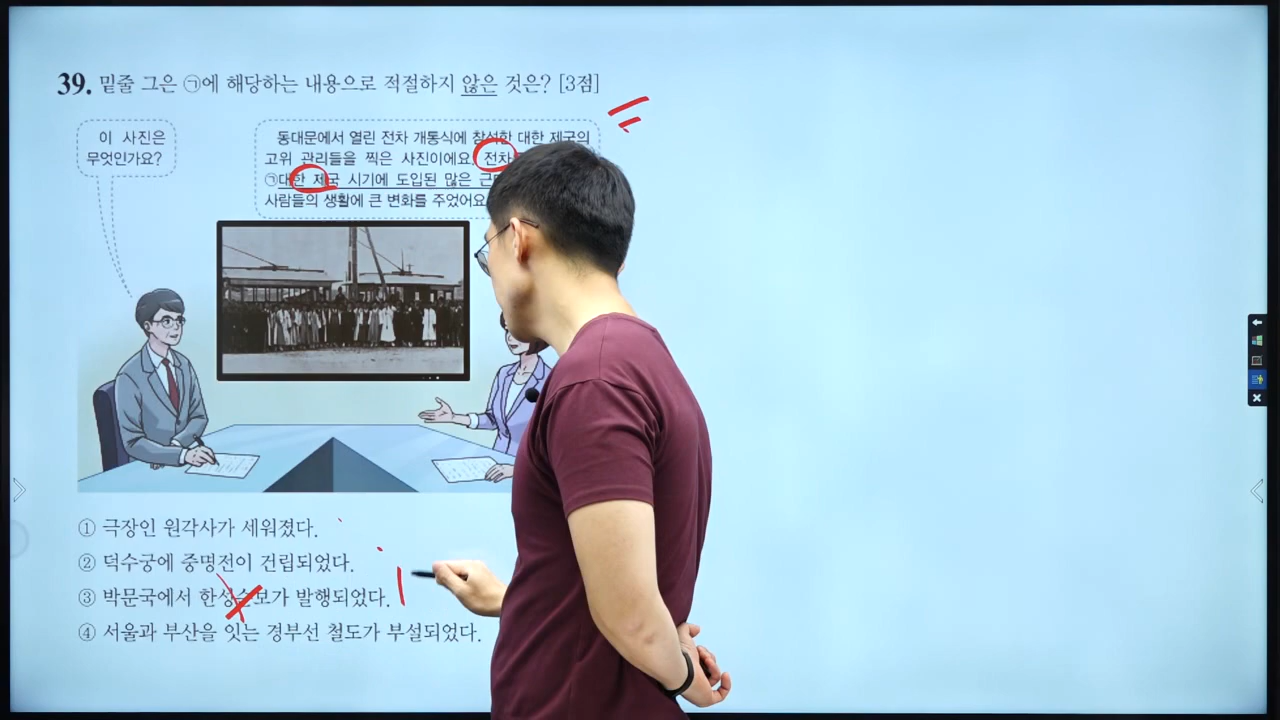 39. 밑줄 그은 ㉠에 해당하는 내용으로 적절하지 않은 것은? [3점]
이 사진은
무엇인가요?
동대문에서 열린 전차 개통식에 참석한 대한 제국의
고위 관리들을 찍은 사진이에요. 전차
㉠대한 제국 시기에 도입된 많은
사람들의 생활에 큰 변화를 주었어요
① 극장인 원각사가 세워졌다.
② 덕수궁에 중명전이 건립되었다.
③ 박문국에서 한성순보가 발행되었다.
④ 서울과 부산을 잇는 경부선 철도가 부설되었다.